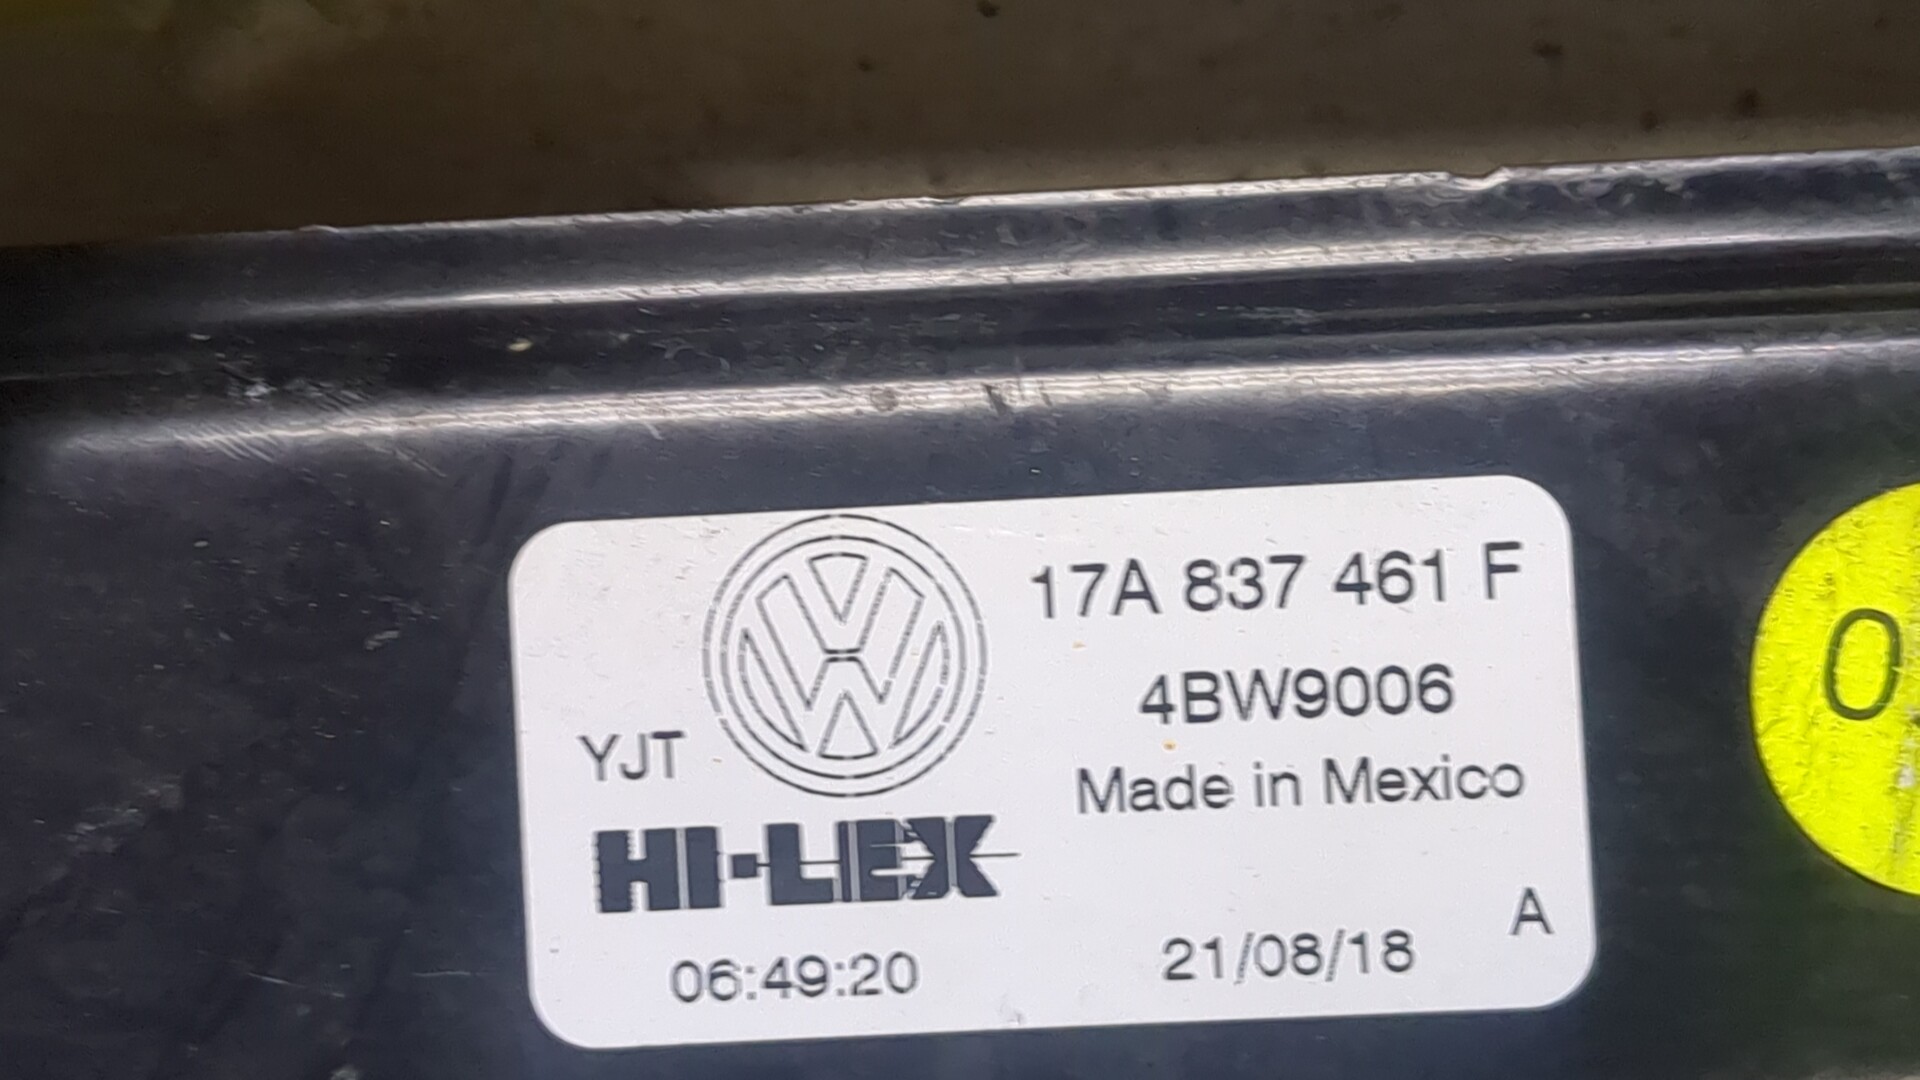 17A 837 461 F
4BW9006
YJT
Made in Mexico
HI-LEX
A
06:49:20
21/08/18
0